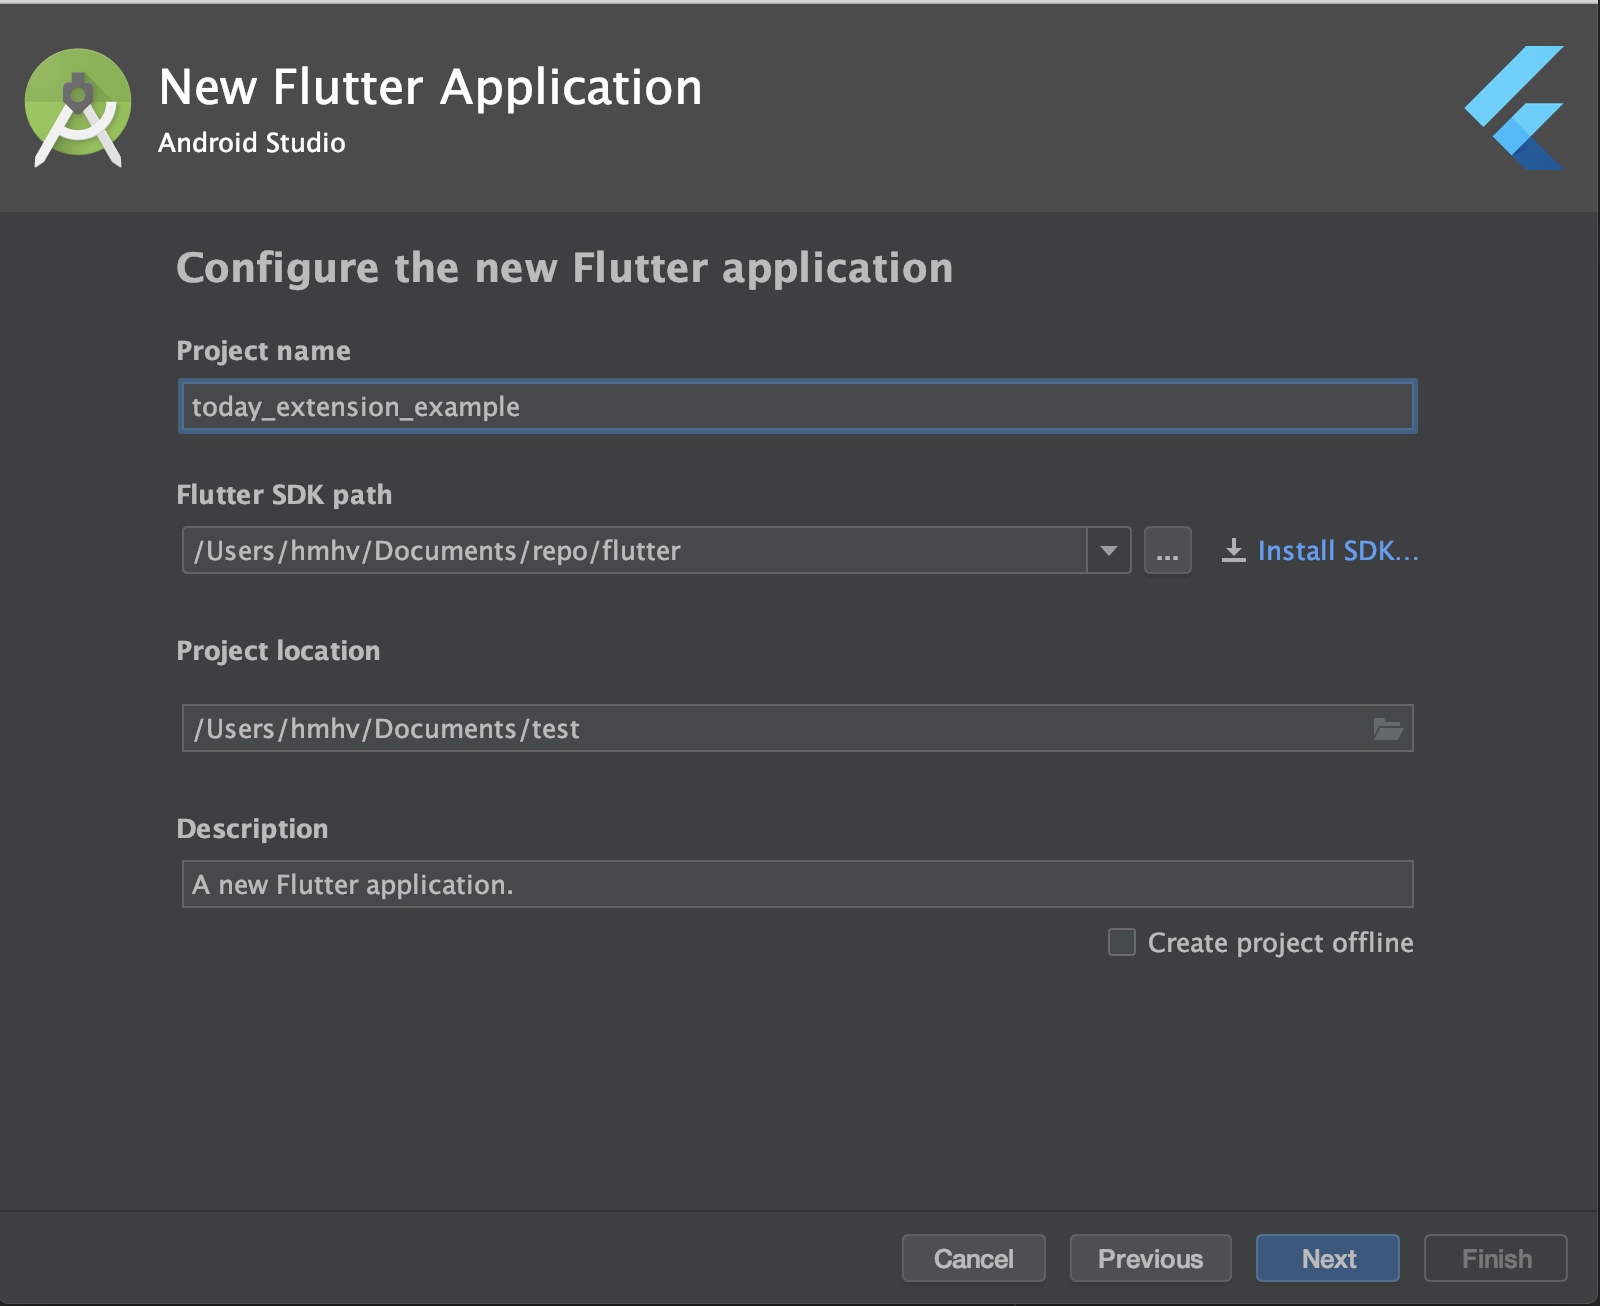 New Flutter Application
Android Studio
Configure the new Flutter application
Project name
today_extension_example
Flutter SDK path
/Users/hmhv/Documents/repo/flutter
...
Install SDK...
Project location
/Users/hmhv/Documents/test
Description
A new Flutter application.
Create project offline
Cancel
Previous
Next
Finish